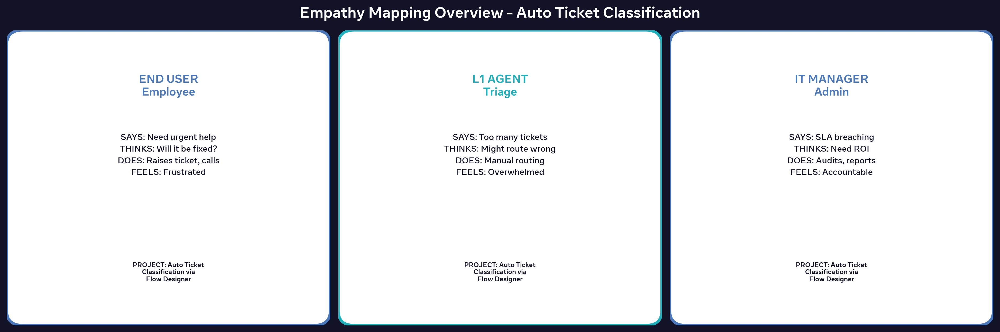 Empathy Mapping Overview – Auto Ticket Classification
END USER
Employee
SAYS: Need urgent help
THINKS: Will it be fixed?
DOES: Raises ticket, calls
FEELS: Frustrated
PROJECT: Auto Ticket
Classification via
Flow Designer
L1 AGENT
Triage
SAYS: Too many tickets
THINKS: Might route wrong
DOES: Manual routing
FEELS: Overwhelmed
PROJECT: Auto Ticket
Classification via
Flow Designer
IT MANAGER
Admin
SAYS: SLA breaching
THINKS: Need ROI
DOES: Audits, reports
FEELS: Accountable
PROJECT: Auto Ticket
Classification via
Flow Designer